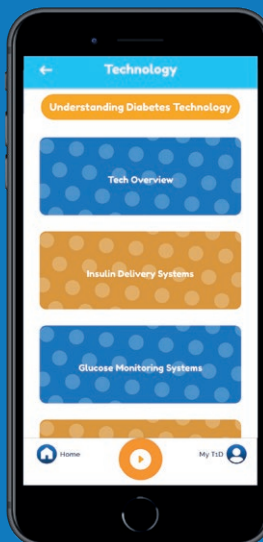 Technology
Understanding Diabetes Technology
Tech Overview
Insulin Delivery Systems
Glucose Monitoring Systems
Home
My T1D